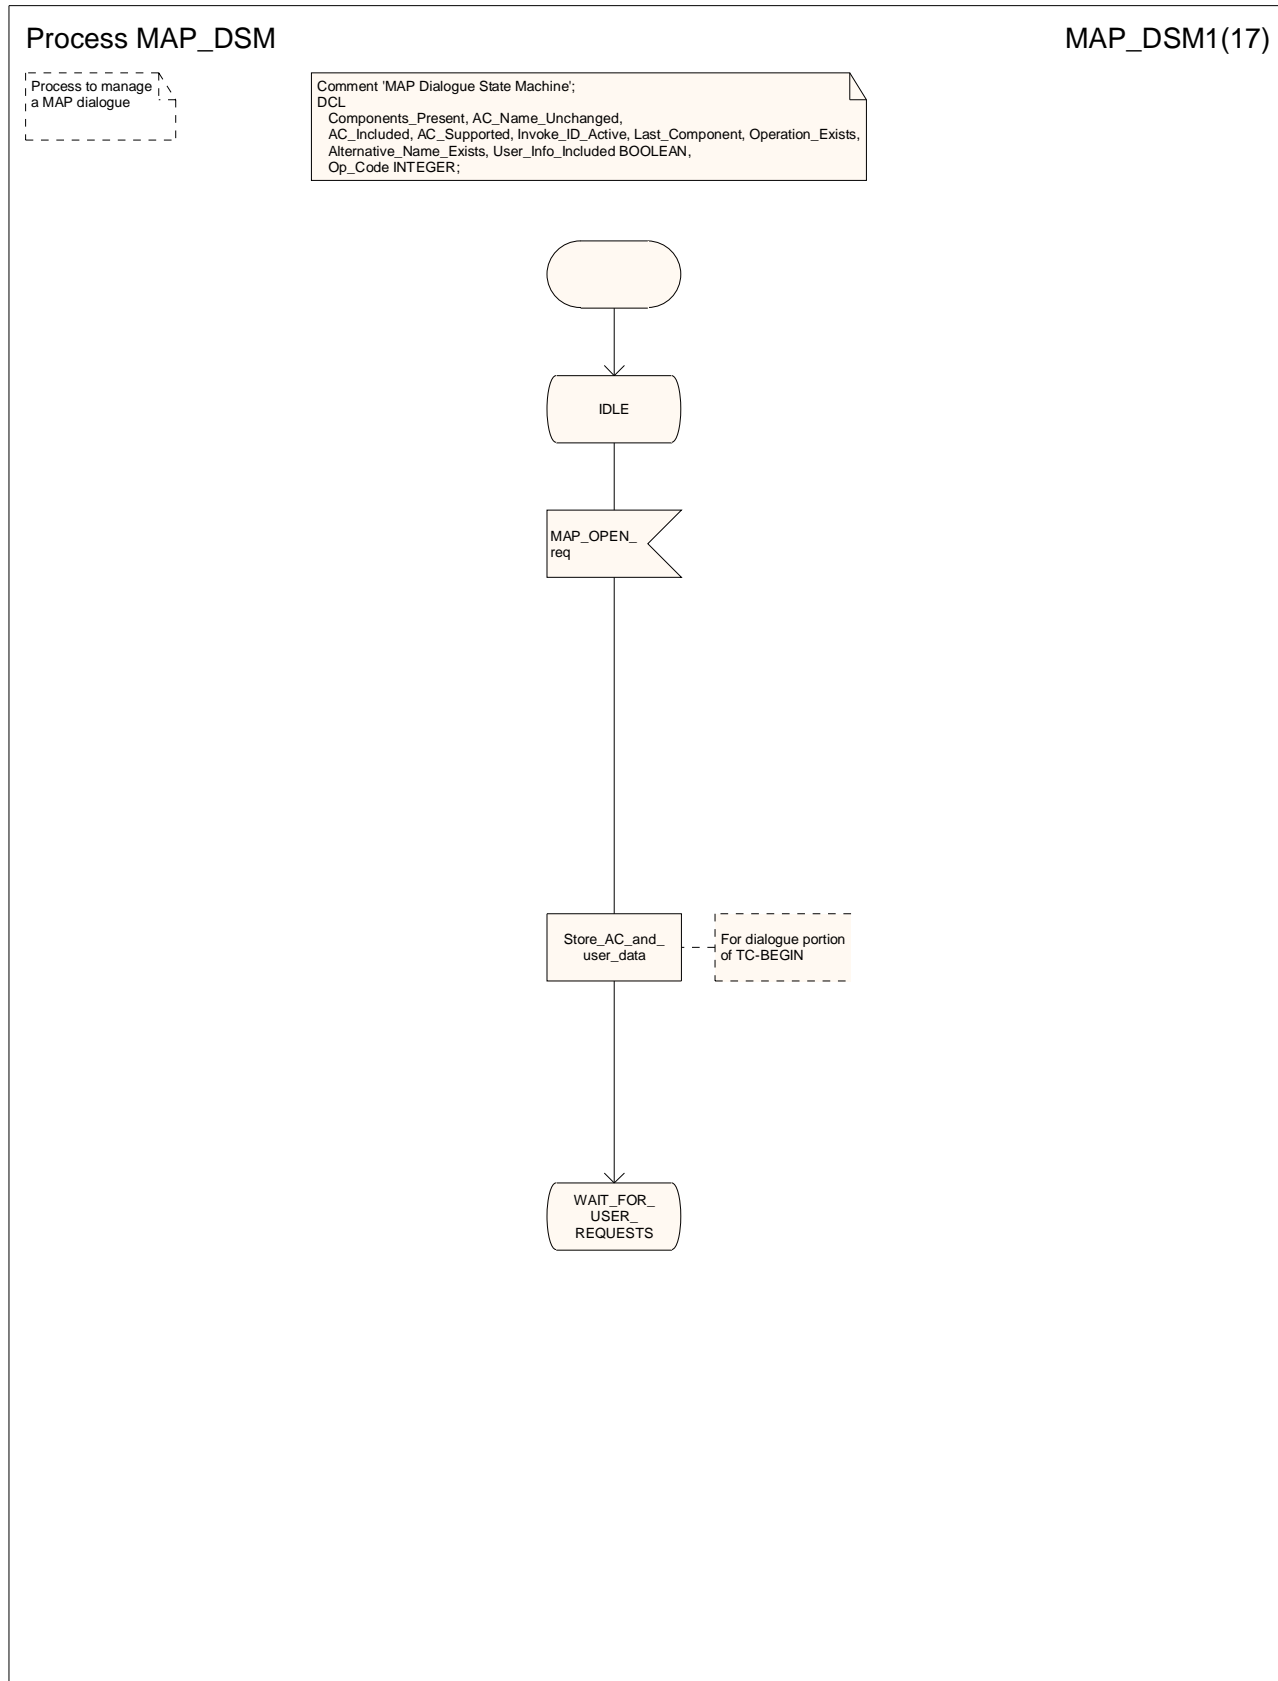 Process MAP_DSM
MAP_DSM1(17)
Process to manage
a MAP dialogue
Comment 'MAP Dialogue State Machine';
DCL
Components_Present, AC_Name_Unchanged,
AC_Included, AC_Supported, Invoke_ID_Active, Last_Component, Operation_Exists,
Alternative_Name_Exists, User_Info_Included BOOLEAN,
Op_Code INTEGER;
IDLE
MAP_OPEN_
req
Store_AC_and_
user_data
For dialogue portion
of TC-BEGIN
WAIT_FOR_
USER_
REQUESTS